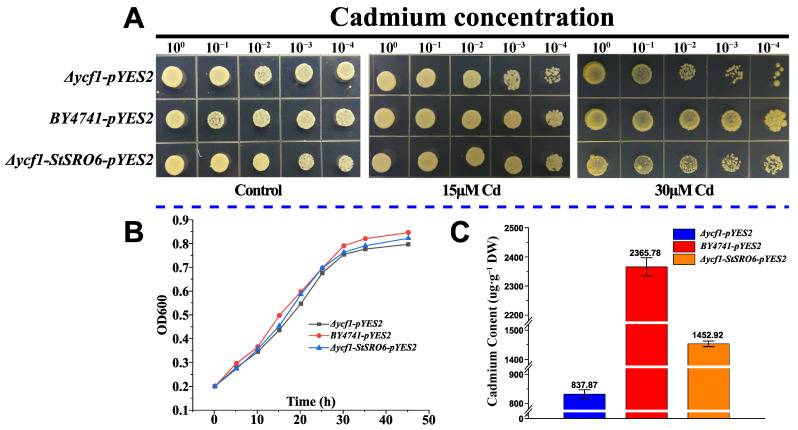 A
Cadmium concentration
10⁰ 10⁻¹ 10⁻² 10⁻³ 10⁻⁴ 10⁰ 10⁻¹ 10⁻² 10⁻³ 10⁻⁴ 10⁰ 10⁻¹ 10⁻² 10⁻³ 10⁻⁴
Δycf1-pYES2
BY4741-pYES2
Δycf1-StSRO6-pYES2
Control 15μM Cd 30μM Cd
B
OD600
0.9
0.8
0.7
0.6
0.5
0.4
0.3
0.2
0.1
Δycf1-pYES2
BY4741-pYES2
Δycf1-StSRO6-pYES2
Time (h)
0 10 20 30 40 50
C
Cadmium Conent (ug·g⁻¹ DW)
2500
2400
2300
2200
1500
1400
900
800
0
Δycf1-pYES2
BY4741-pYES2
Δycf1-StSRO6-pYES2
837.87
2365.78
1452.92